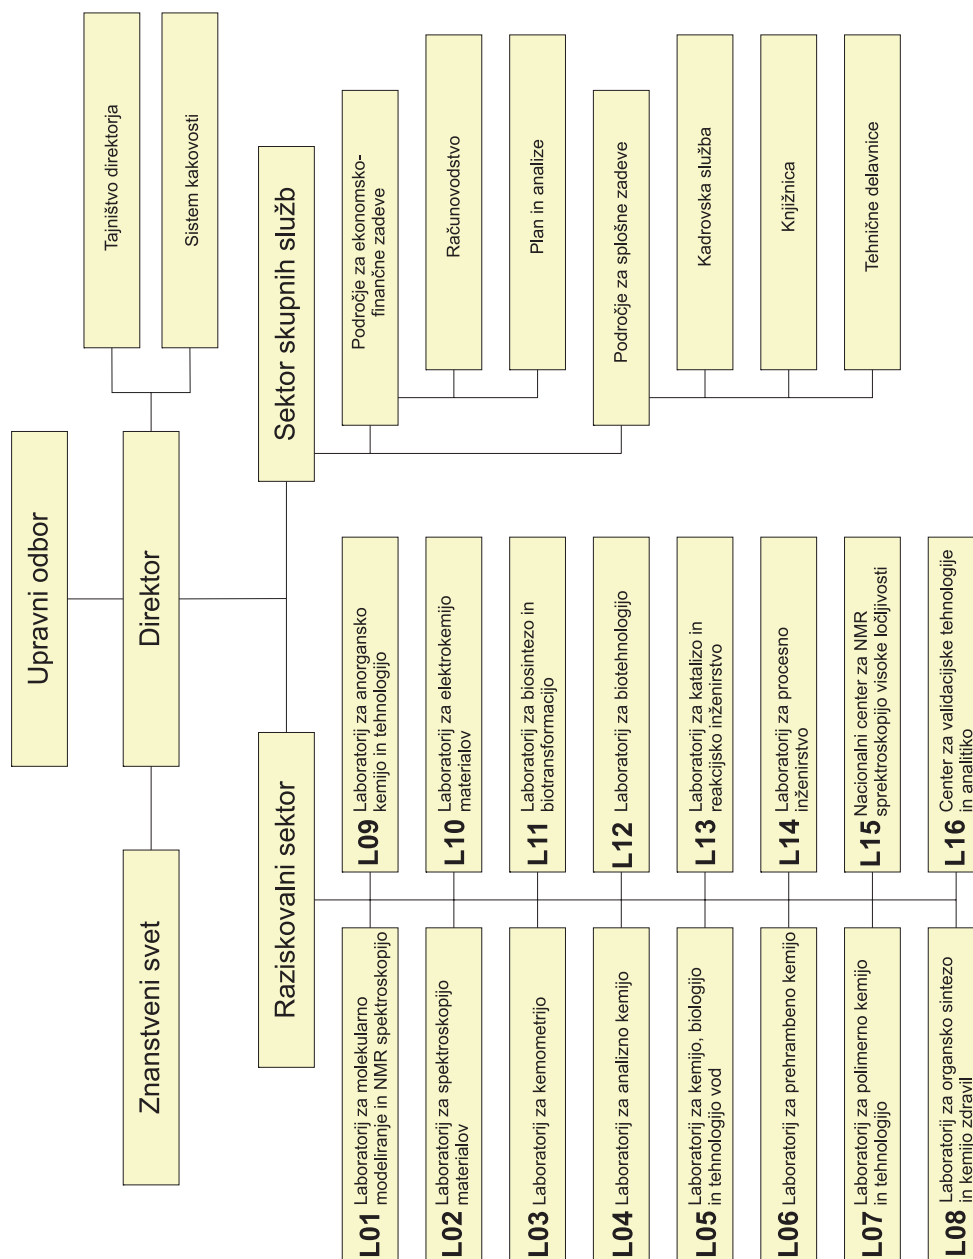 Upravni odbor
Znanstveni svet
Direktor
Tajništvo direktorja
Sistem kakovosti
Raziskovalni sektor
Sektor skupnih služb
L01 Laboratorij za molekularno
modeliranje in NMR spektroskopijo
L02 Laboratorij za spektroskopijo
materialov
L03 Laboratorij za kemometrijo
L04 Laboratorij za analizno kemijo
L05 Laboratorij za kemijo, biologijo
in tehnologijo vod
L06 Laboratorij za prehrambeno kemijo
L07 Laboratorij za polimerno kemijo
in tehnologijo
L08 Laboratorij za organsko sintezo
in kemijo zdravil
L09 Laboratorij za anorgansko
kemijo in tehnologijo
L10 Laboratorij za elektrokemijo
materialov
L11 Laboratorij za biosintezo in
biotransformacijo
L12 Laboratorij za biotehnologijo
L13 Laboratorij za katalizo in
reakcijsko inženirstvo
L14 Laboratorij za procesno
inženirstvo
L15 Nacionalni center za NMR
sprektroskopijo visoke ločljivosti
L16 Center za validacijske tehnologije
in analitiko
Področje za ekonomsko-
finančne zadeve
Računovodstvo
Plan in analize
Področje za splošne zadeve
Kadrovska služba
Knjižnica
Tehnične delavnice